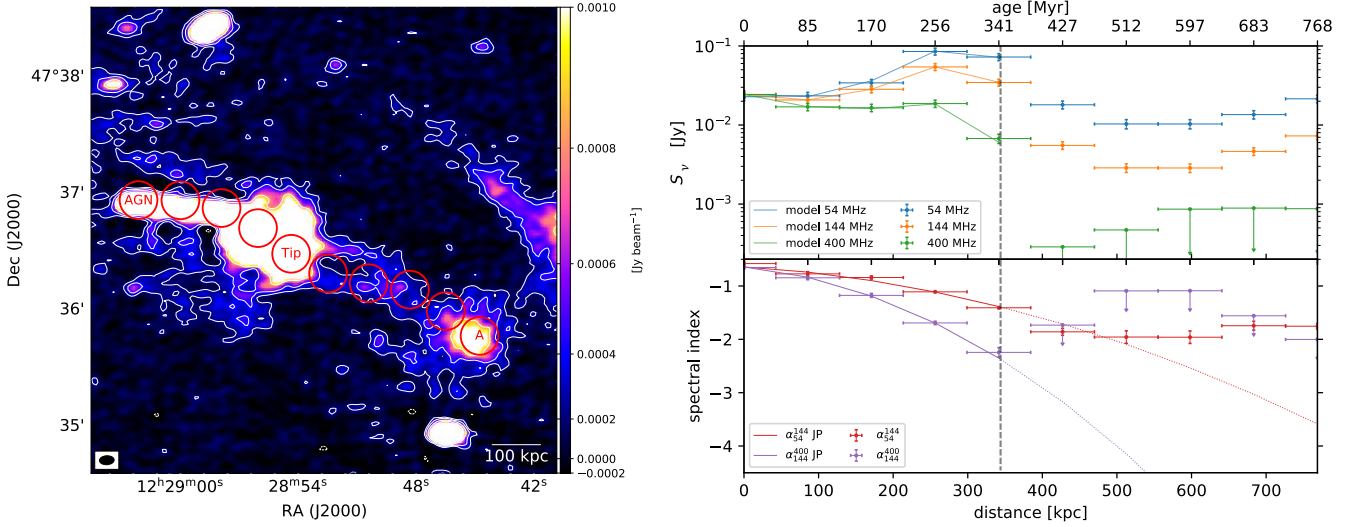 47°38'
37'
36'
35'
Dec (J2000)
AGN
Tip
A
100 kpc
12ʰ29ᵐ00ˢ
28ᵐ54ˢ
48ˢ
42ˢ
RA (J2000)
0.0010
0.0008
0.0006
0.0004
0.0002
0.0000
−0.0002
[Jy beam⁻¹]
age [Myr]
0 85 170 256 341 427 512 597 683 768
10⁻¹
10⁻²
10⁻³
S_ν [Jy]
model 54 MHz 54 MHz
model 144 MHz 144 MHz
model 400 MHz 400 MHz
−1
−2
−3
−4
spectral index
α₅₄¹⁴⁴ JP α₅₄¹⁴⁴
α₁₄₄⁴⁰⁰ JP α₁₄₄⁴⁰⁰
0 100 200 300 400 500 600 700
distance [kpc]